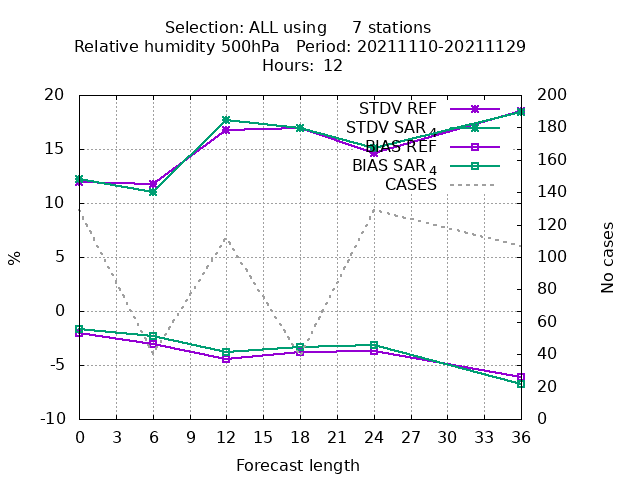 Selection: ALL using 7 stations
Relative humidity 500hPa Period: 20211110-20211129
Hours: 12
STDV REF
STDV SAR 4
BIAS REF
BIAS SAR 4
CASES
20
15
10
5
0
-5
-10
%
200
180
160
140
120
100
80
60
40
20
0
No cases
0 3 6 9 12 15 18 21 24 27 30 33 36
Forecast length